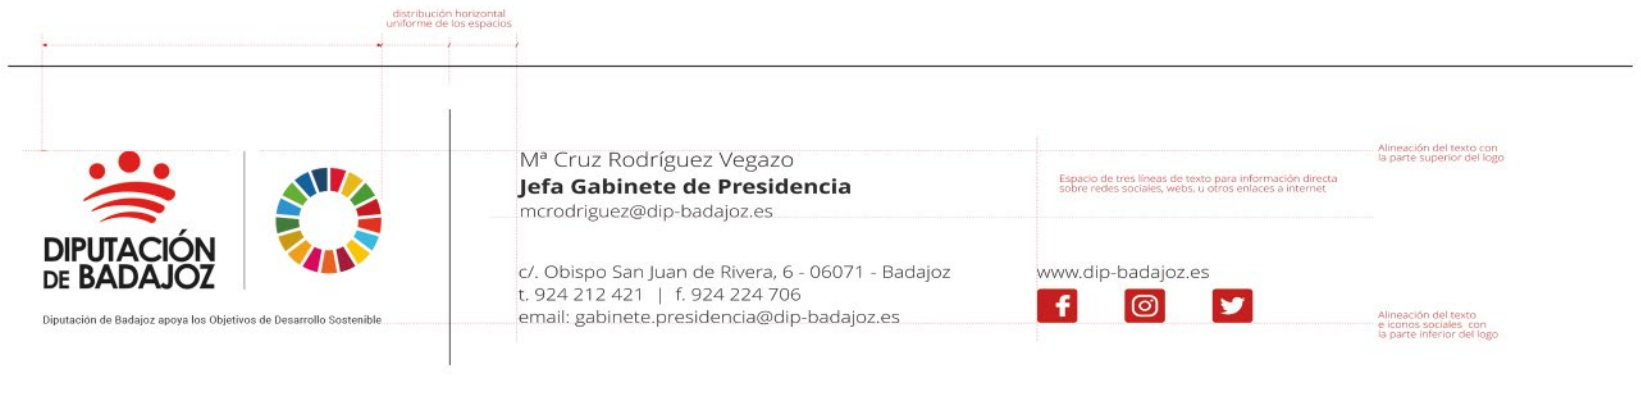 distribución horizontal
uniforme de los espacios
DIPUTACIÓN
DE BADAJOZ
Diputación de Badajoz apoya los Objetivos de Desarrollo Sostenible
Mª Cruz Rodríguez Vegazo
Jefa Gabinete de Presidencia
mcrodriguez@dip-badajoz.es
c/. Obispo San Juan de Rivera, 6 - 06071 - Badajoz
t. 924 212 421 | f. 924 224 706
email: gabinete.presidencia@dip-badajoz.es
Espacio de tres líneas de texto para información directa
sobre redes sociales, webs, u otros enlaces a internet
www.dip-badajoz.es
Alineación del texto con
la parte superior del logo
Alineación del texto
e iconos sociales con
la parte inferior del logo